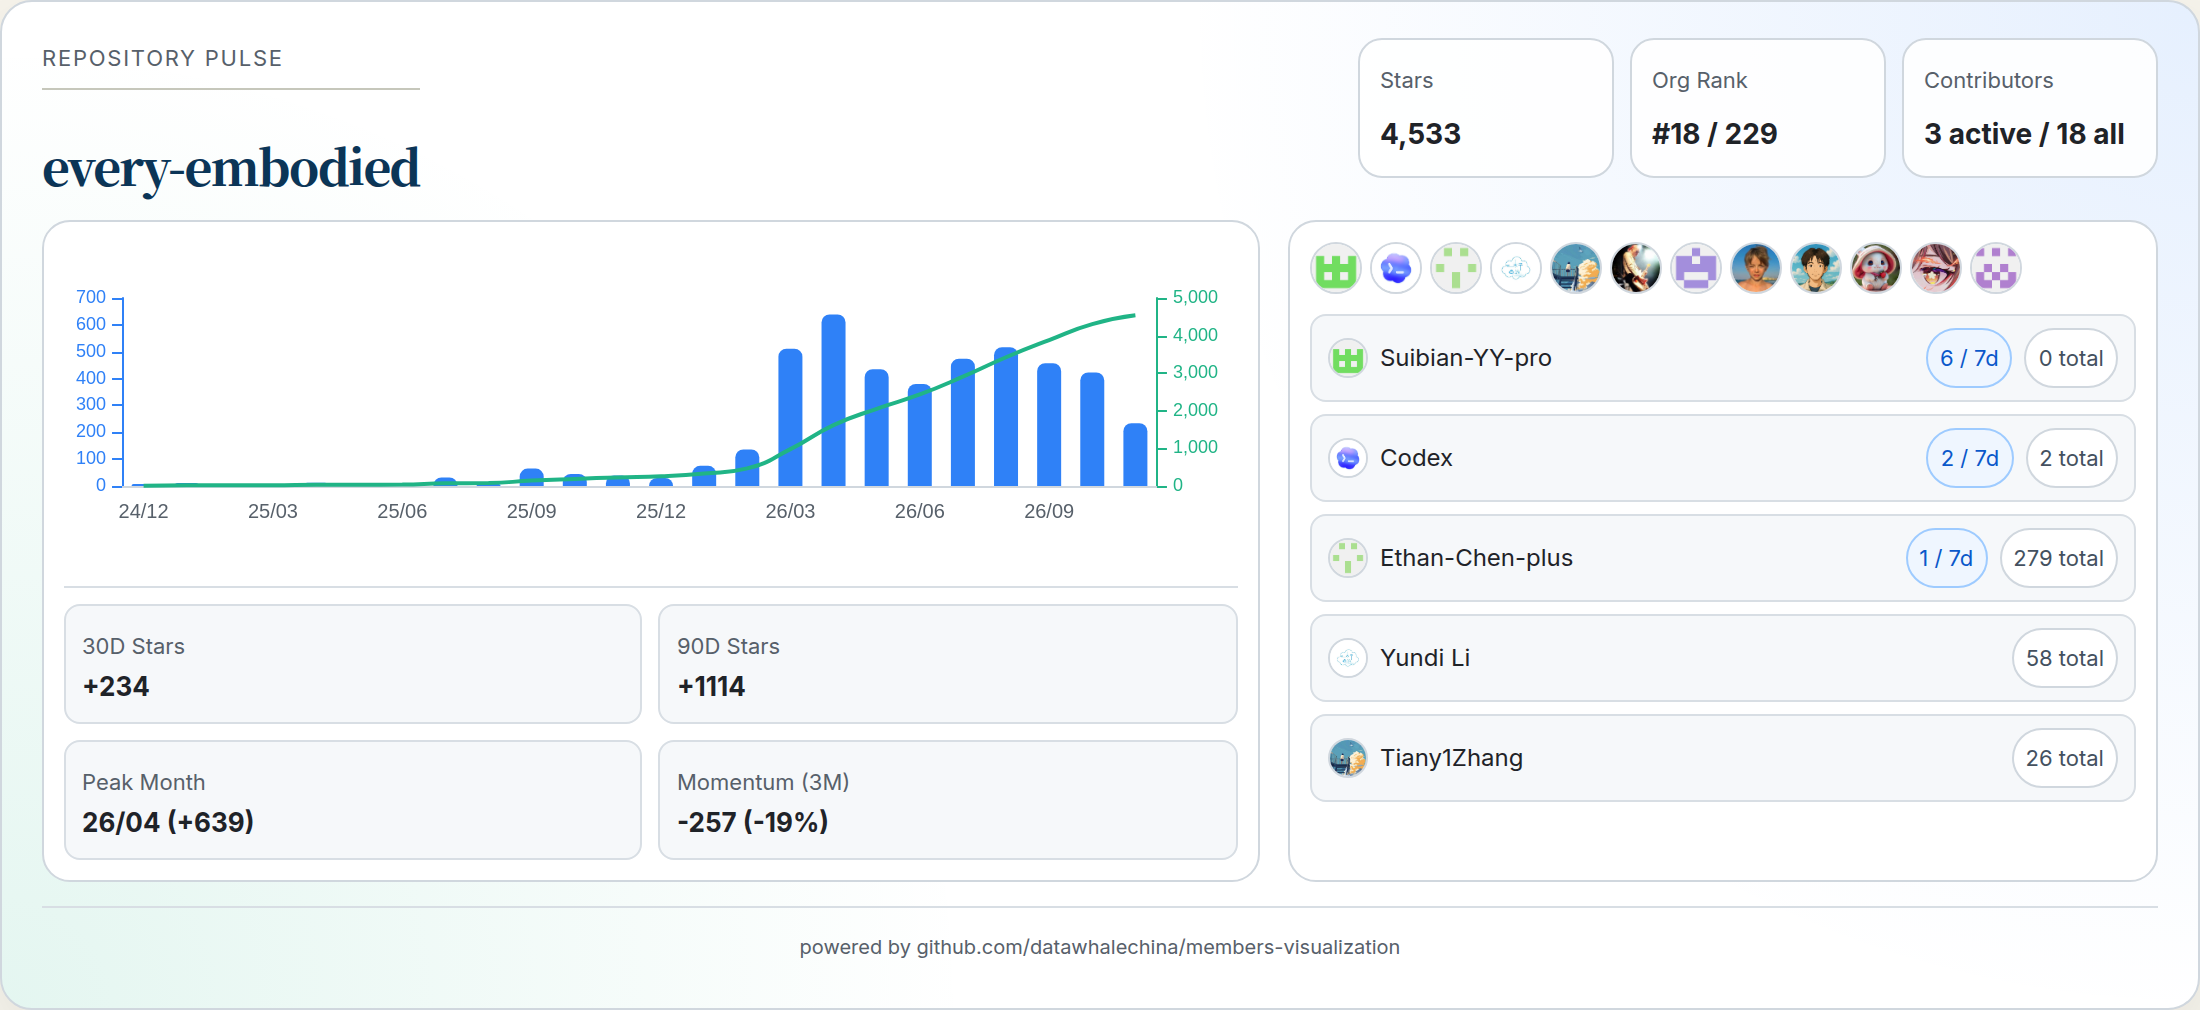 REPOSITORY PULSE
every-embodied
Stars
4,533
Org Rank
#18 / 229
Contributors
3 active / 18 all
700
600
500
400
300
200
100
0
5,000
4,000
3,000
2,000
1,000
0
24/12
25/03
25/06
25/09
25/12
26/03
26/06
26/09
30D Stars
+234
90D Stars
+1114
Peak Month
26/04 (+639)
Momentum (3M)
-257 (-19%)
Suibian-YY-pro
6 / 7d
0 total
Codex
2 / 7d
2 total
Ethan-Chen-plus
1 / 7d
279 total
Yundi Li
58 total
Tiany1Zhang
26 total
powered by github.com/datawhalechina/members-visualization